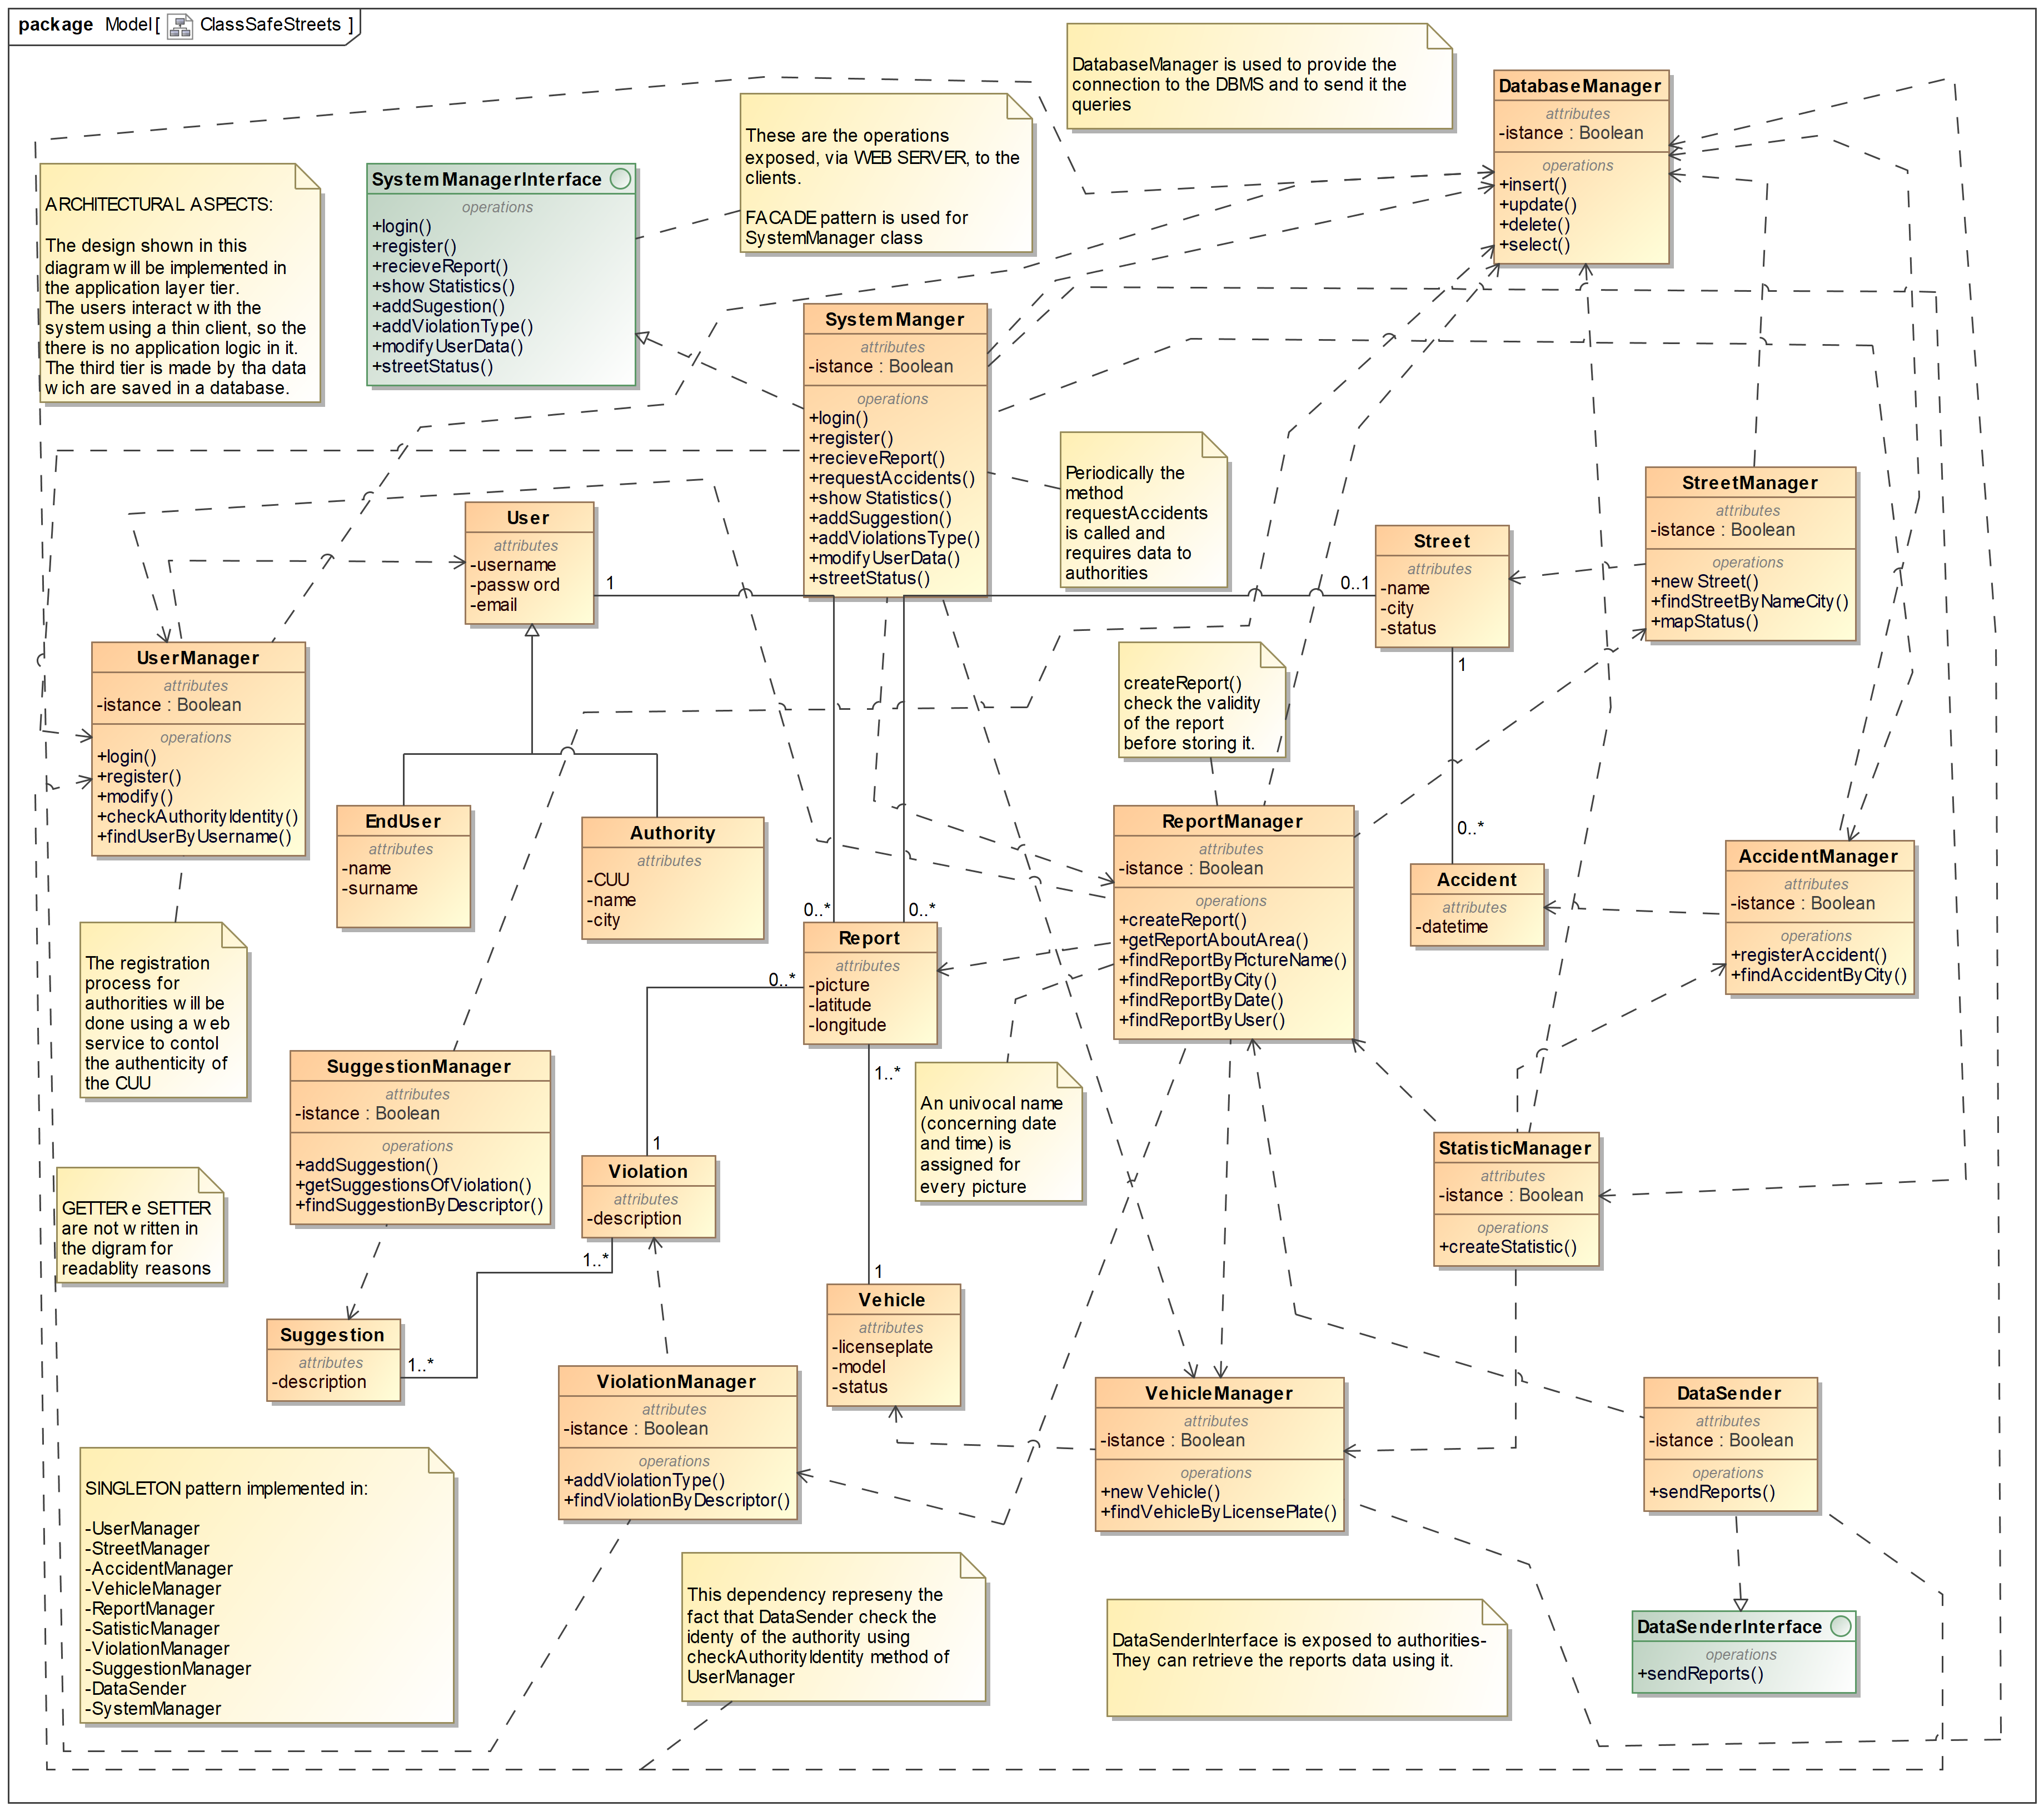 package Model [ ClassSafeStreets ]
DatabaseManager is used to provide the
connection to the DBMS and to send it the
queries
DatabaseManager
attributes
-istance : Boolean
operations
+insert()
+update()
+delete()
+select()
These are the operations
exposed, via WEB SERVER, to the
clients.
FACADE pattern is used for
SystemManager class
ARCHITECTURAL ASPECTS:
The design shown in this
diagram will be implemented in
the application layer tier.
The users interact with the
system using a thin client, so the
there is no application logic in it.
The third tier is made by tha data
wich are saved in a database.
SystemManagerInterface
operations
+login()
+register()
+recieveReport()
+showStatistics()
+addSugestion()
+addViolationType()
+modifyUserData()
+streetStatus()
SystemManger
attributes
-istance : Boolean
operations
+login()
+register()
+recieveReport()
+requestAccidents()
+showStatistics()
+addSuggestion()
+addViolationsType()
+modifyUserData()
+streetStatus()
Periodically the
method
requestAccidents
is called and
requires data to
authorities
StreetManager
attributes
-istance : Boolean
operations
+newStreet()
+findStreetByNameCity()
+mapStatus()
User
attributes
-username
-password
-email
1
Street
attributes
-name
-city
-status
0..1
1
0..*
UserManager
attributes
-istance : Boolean
operations
+login()
+register()
+modify()
+checkAuthorityIdentity()
+findUserByUsername()
createReport()
check the validity
of the report
before storing it.
EndUser
attributes
-name
-surname
Authority
attributes
-CUU
-name
-city
ReportManager
attributes
-istance : Boolean
operations
+createReport()
+getReportAboutArea()
+findReportByPictureName()
+findReportByCity()
+findReportByDate()
+findReportByUser()
Accident
attributes
-datetime
AccidentManager
attributes
-istance : Boolean
operations
+registerAccident()
+findAccidentByCity()
0..*
0..*
Report
attributes
-picture
-latitude
-longitude
0..*
1..*
The registration
process for
authorities will be
done using a web
service to contol
the authenticity of
the CUU
SuggestionManager
attributes
-istance : Boolean
operations
+addSuggestion()
+getSuggestionsOfViolation()
+findSuggestionByDescriptor()
An univocal name
(concerning date
and time) is
assigned for
every picture
1
Violation
attributes
-description
1..*
StatisticManager
attributes
-istance : Boolean
operations
+createStatistic()
GETTER e SETTER
are not written in
the digram for
readablity reasons
1
Vehicle
attributes
-licenseplate
-model
-status
Suggestion
attributes
-description
1..*
ViolationManager
attributes
-istance : Boolean
operations
+addViolationType()
+findViolationByDescriptor()
VehicleManager
attributes
-istance : Boolean
operations
+newVehicle()
+findVehicleByLicensePlate()
DataSender
attributes
-istance : Boolean
operations
+sendReports()
SINGLETON pattern implemented in:
-UserManager
-StreetManager
-AccidentManager
-VehicleManager
-ReportManager
-SatisticManager
-ViolationManager
-SuggestionManager
-DataSender
-SystemManager
This dependency represeny the
fact that DataSender check the
identy of the authority using
checkAuthorityIdentity method of
UserManager
DataSenderInterface is exposed to authorities-
They can retrieve the reports data using it.
DataSenderInterface
operations
+sendReports()